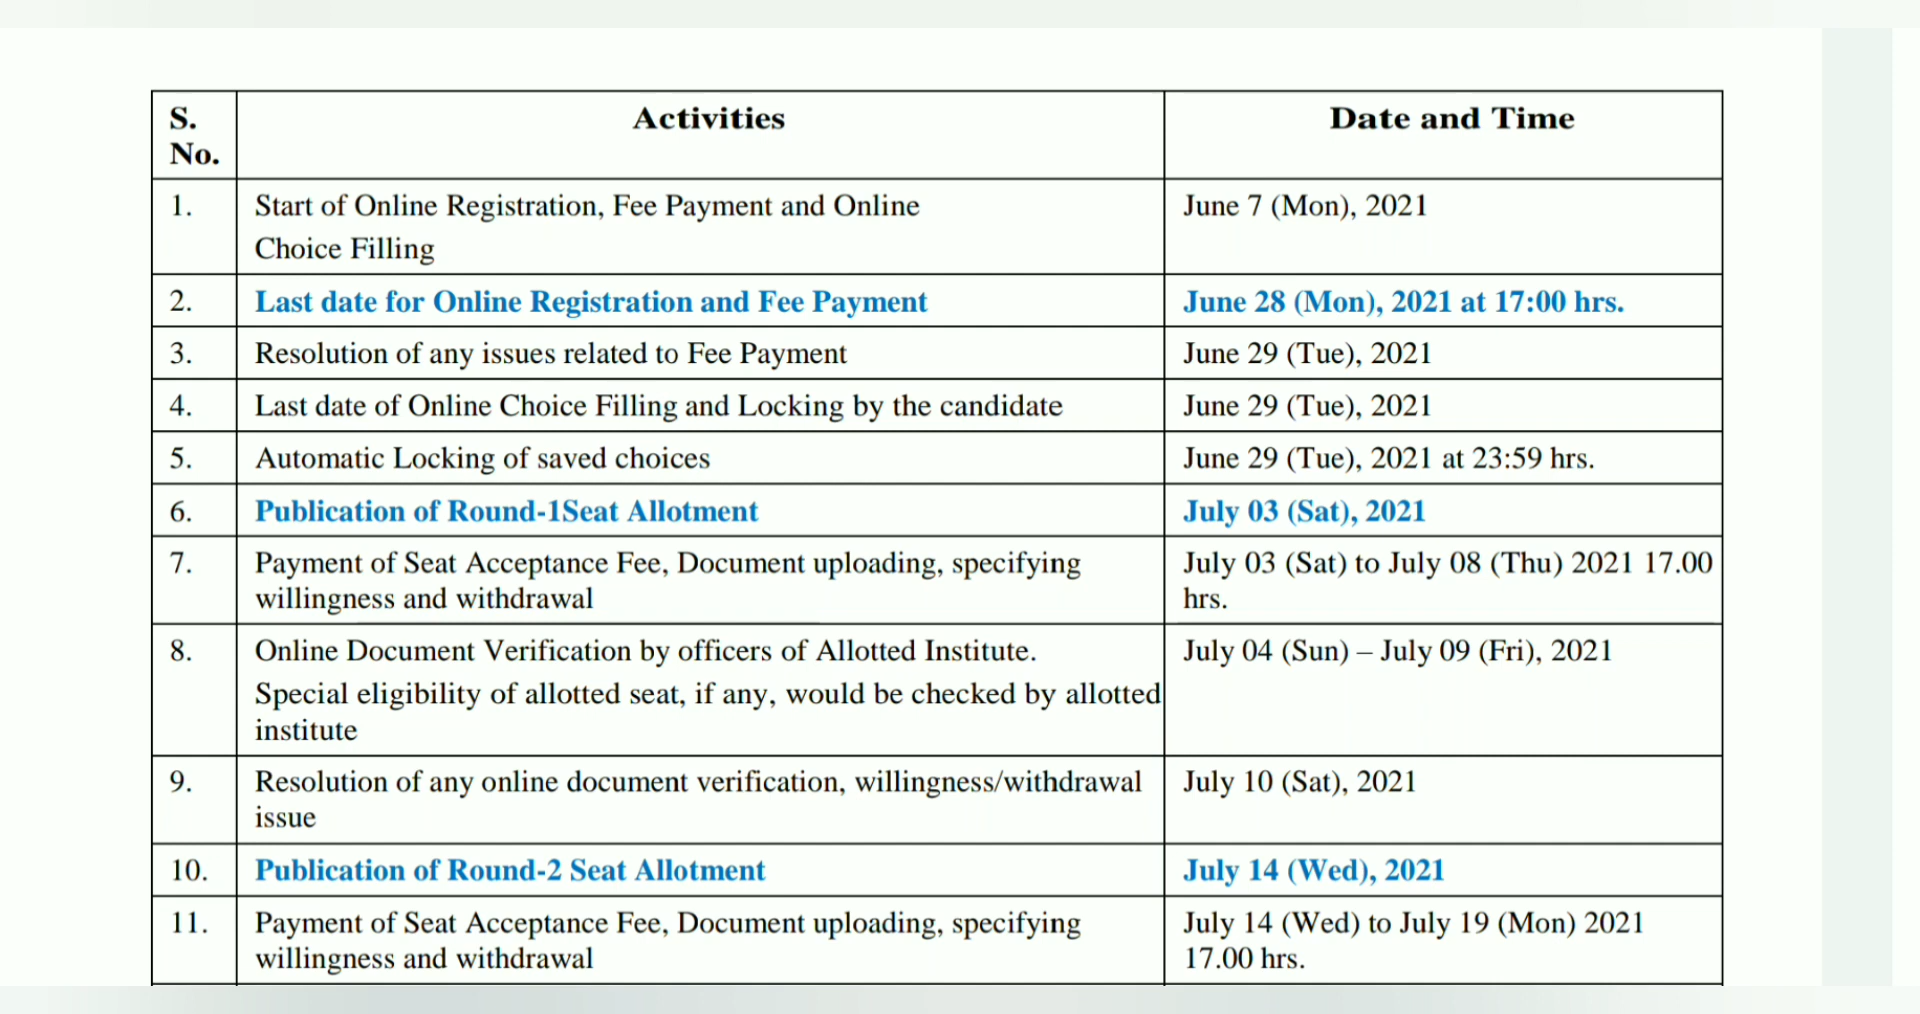 S. No. Activities Date and Time
1. Start of Online Registration, Fee Payment and Online June 7 (Mon), 2021
Choice Filling
2. Last date for Online Registration and Fee Payment June 28 (Mon), 2021 at 17:00 hrs.
3. Resolution of any issues related to Fee Payment June 29 (Tue), 2021
4. Last date of Online Choice Filling and Locking by the candidate June 29 (Tue), 2021
5. Automatic Locking of saved choices June 29 (Tue), 2021 at 23:59 hrs.
6. Publication of Round-1Seat Allotment July 03 (Sat), 2021
7. Payment of Seat Acceptance Fee, Document uploading, specifying July 03 (Sat) to July 08 (Thu) 2021 17.00
willingness and withdrawal hrs.
8. Online Document Verification by officers of Allotted Institute. July 04 (Sun) – July 09 (Fri), 2021
Special eligibility of allotted seat, if any, would be checked by allotted
institute
9. Resolution of any online document verification, willingness/withdrawal July 10 (Sat), 2021
issue
10. Publication of Round-2 Seat Allotment July 14 (Wed), 2021
11. Payment of Seat Acceptance Fee, Document uploading, specifying July 14 (Wed) to July 19 (Mon) 2021
willingness and withdrawal 17.00 hrs.